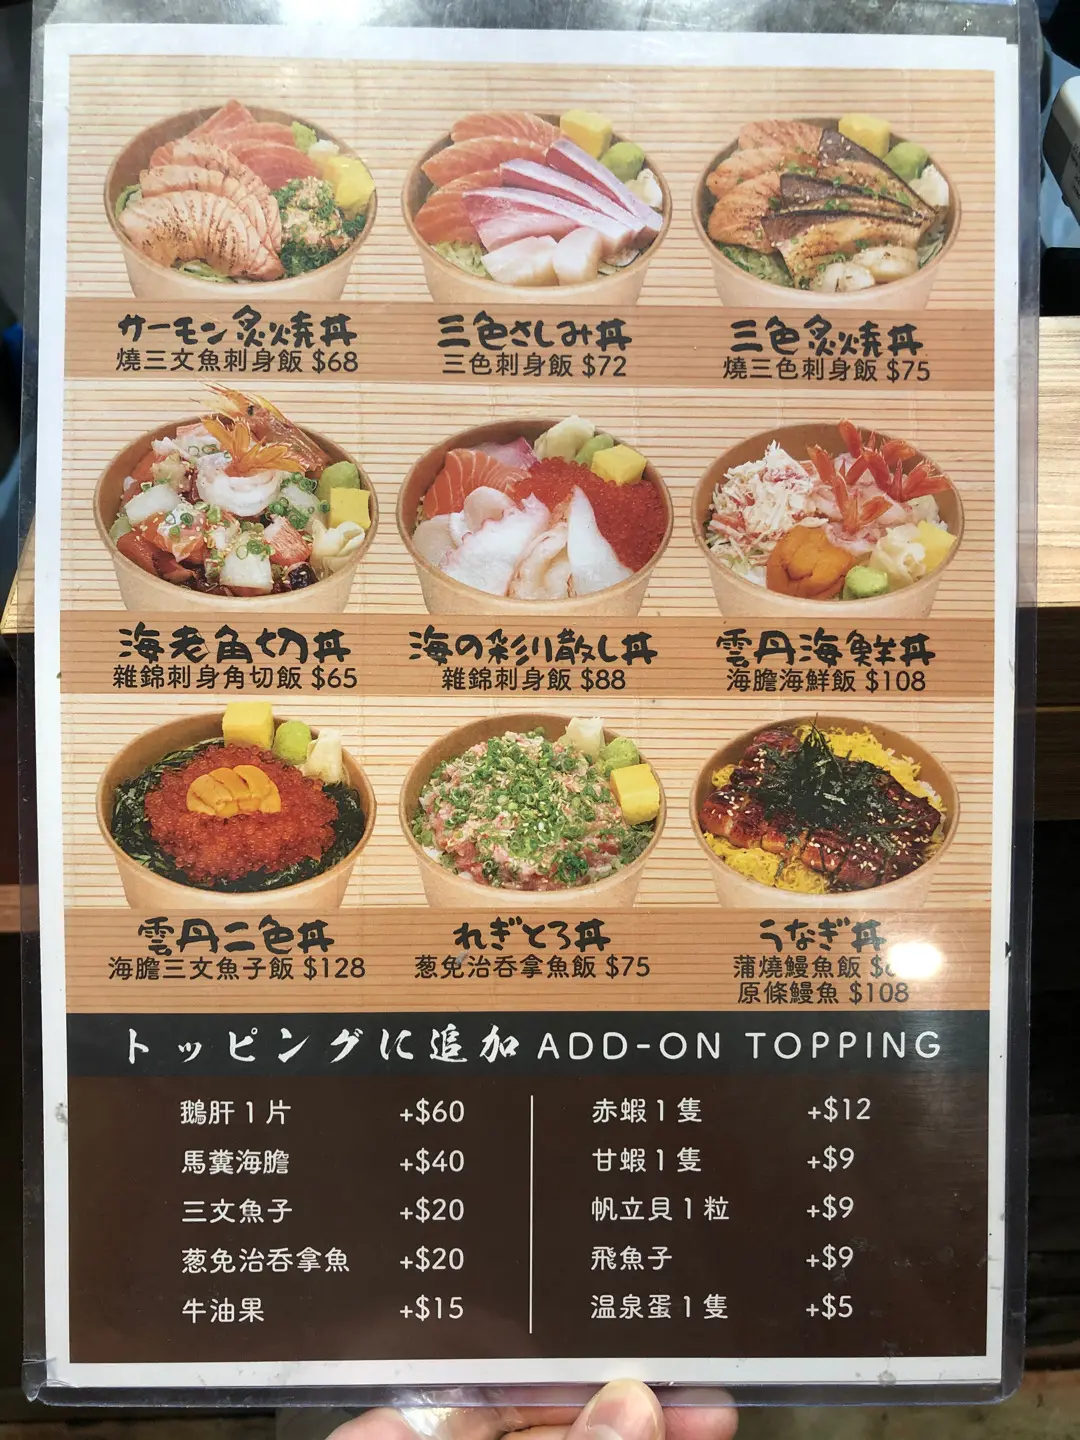 サーモン炙焼丼
燒三文魚刺身飯 $68
三色さしみ丼
三色刺身飯 $72
三色炙焼丼
燒三色刺身飯 $75
海老角切丼
雜錦刺身角切飯 $65
海の彩り散し丼
雜錦刺身飯 $88
雲丹海鮮丼
海膽海鮮飯 $108
雲丹二色丼
海膽三文魚子飯 $128
れぎとろ丼
葱免治吞拿魚飯 $75
うなぎ丼
蒲燒鰻魚飯
原條鰻魚 $108
トッピングに追加 ADD-ON TOPPING
鵝肝1片 +$60
馬糞海膽 +$40
三文魚子 +$20
葱免治吞拿魚 +$20
牛油果 +$15
赤蝦1隻 +$12
甘蝦1隻 +$9
帆立貝1粒 +$9
飛魚子 +$9
温泉蛋1隻 +$5